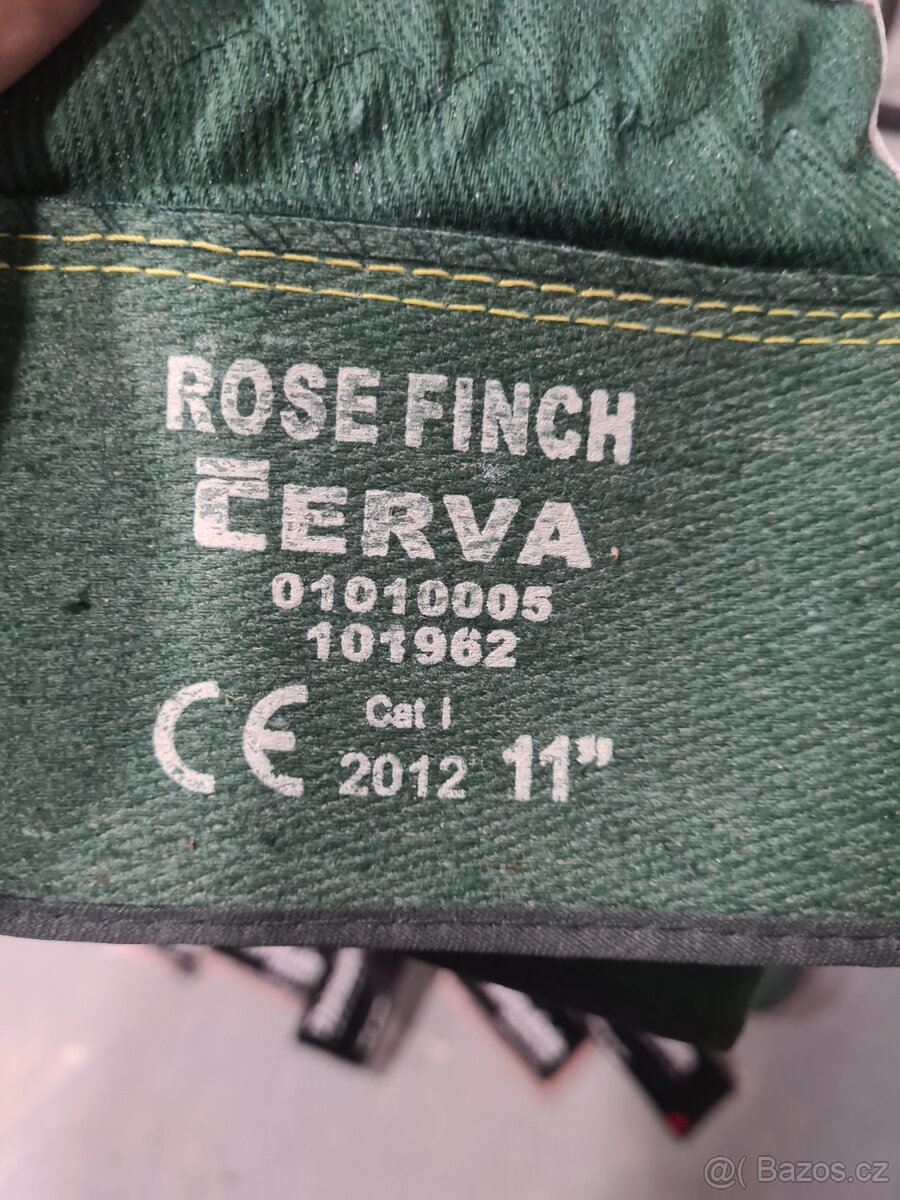 ROSE FINCH
ČERVA
01010005
101962
CE Cat I
2012 11”
@( Bazos.cz